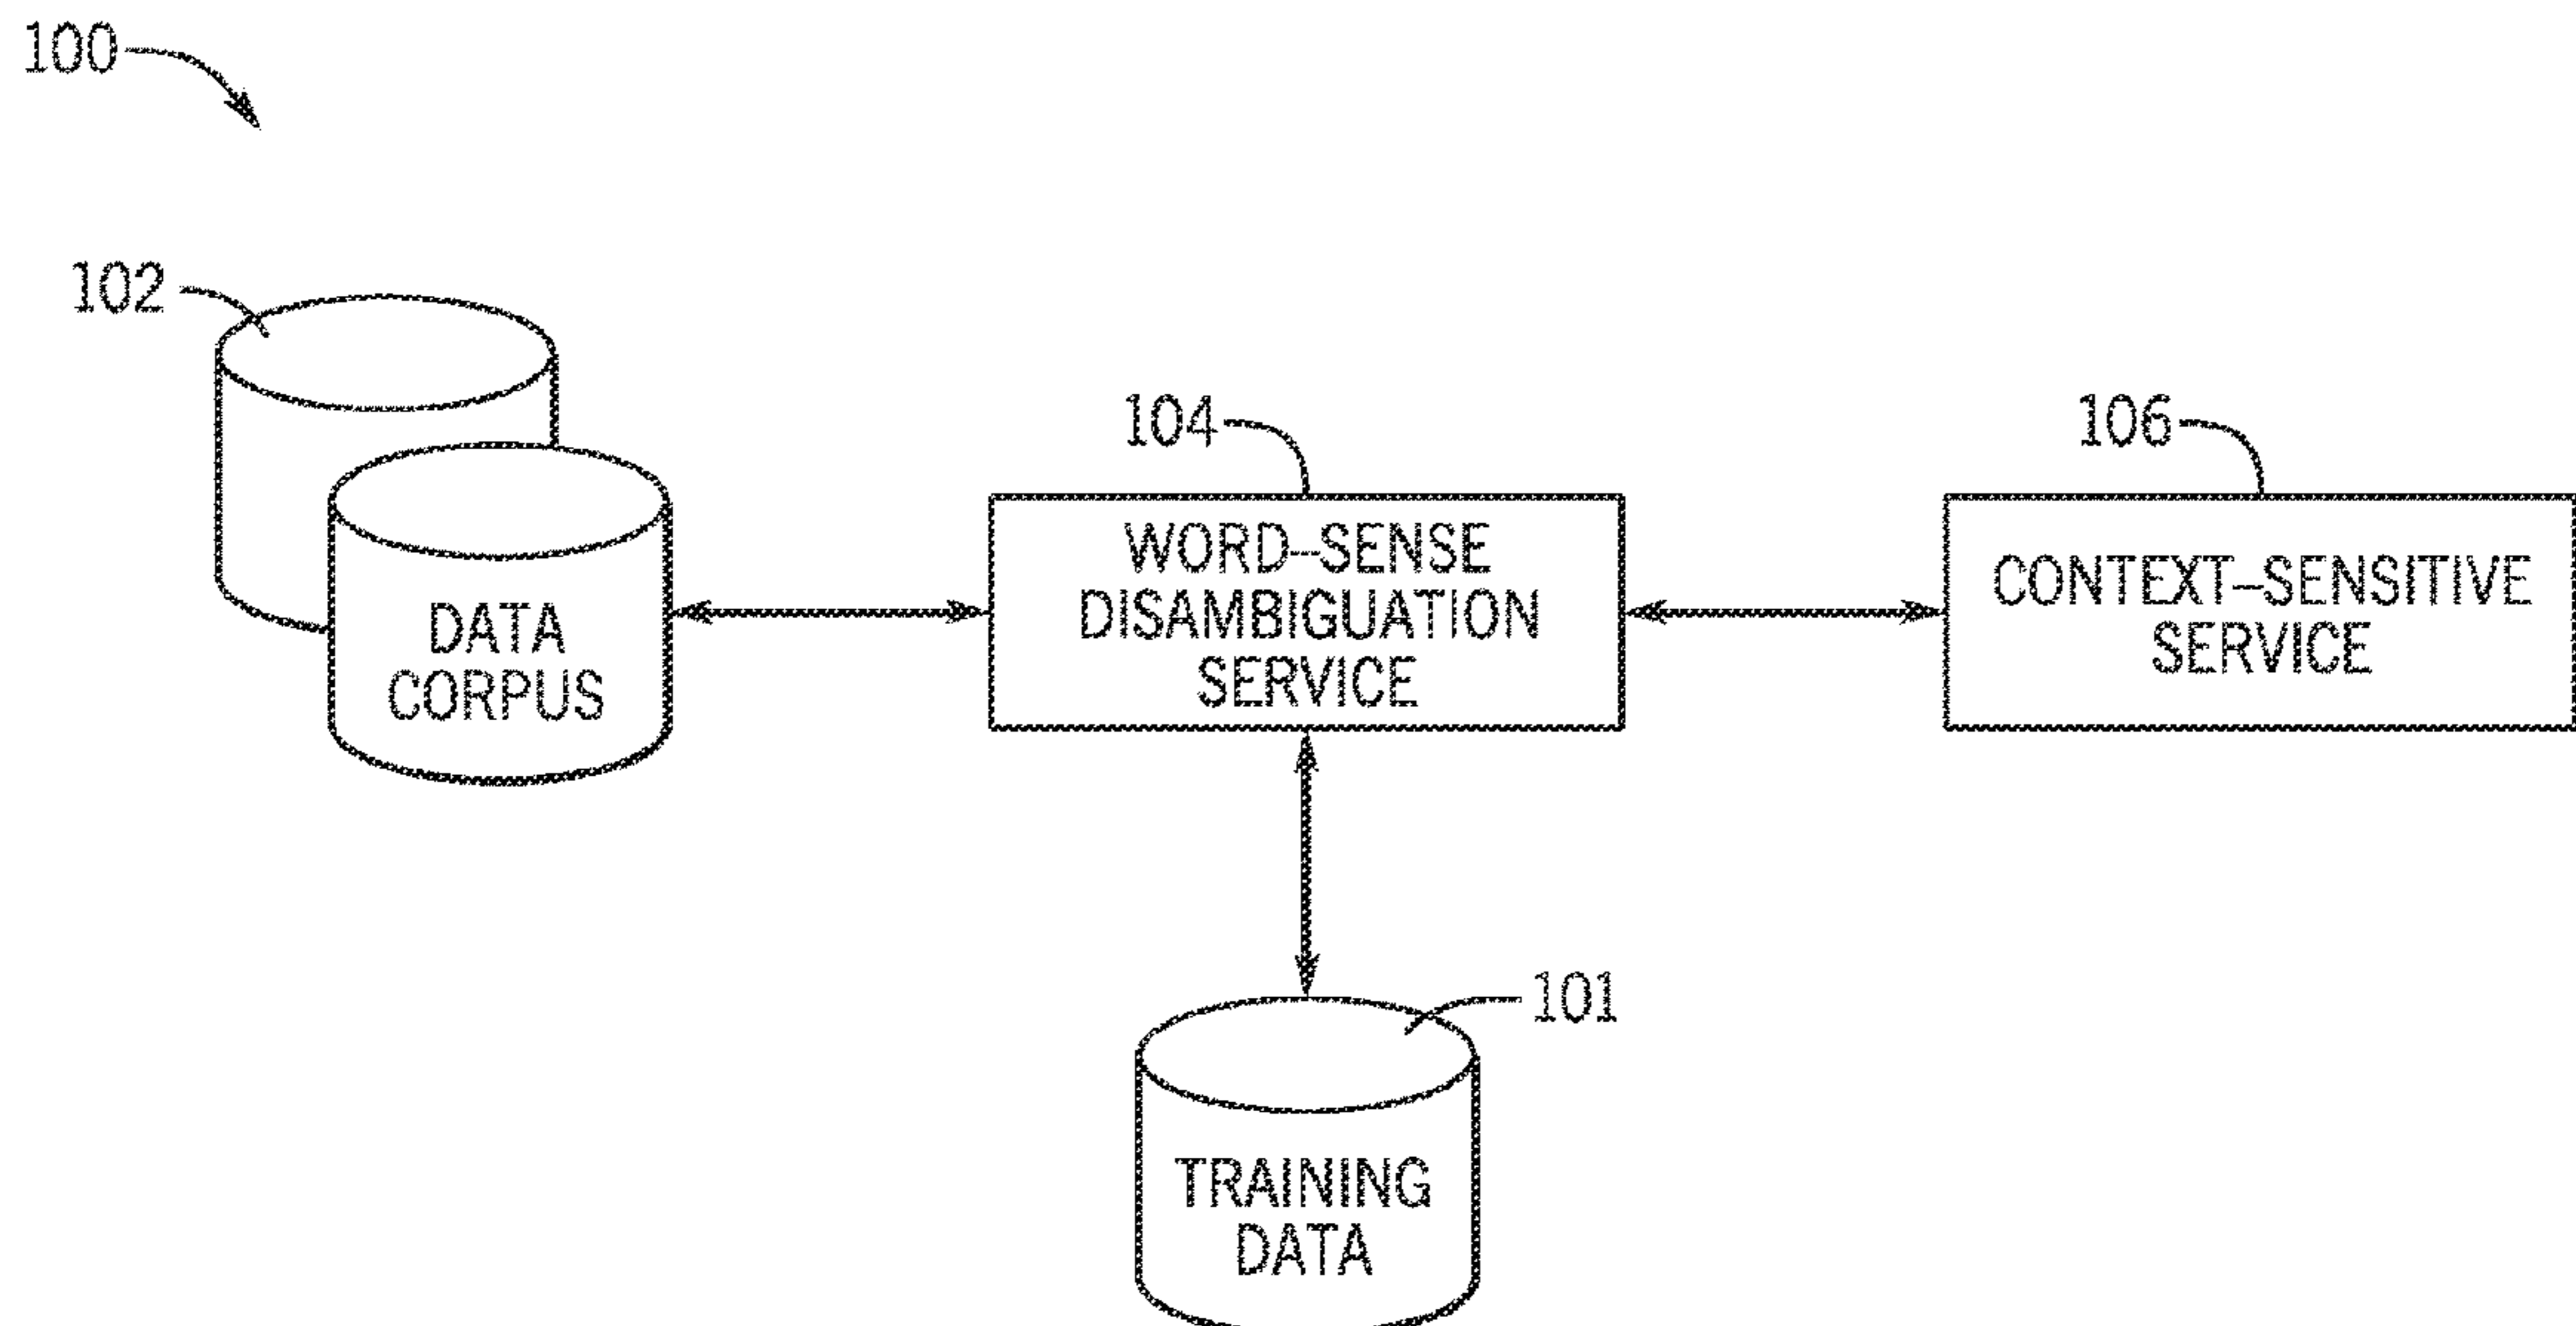 100
102
104
106
WORD–SENSE
DISAMBIGUATION
SERVICE
CONTEXT–SENSITIVE
SERVICE
DATA
CORPUS
101
TRAINING
DATA